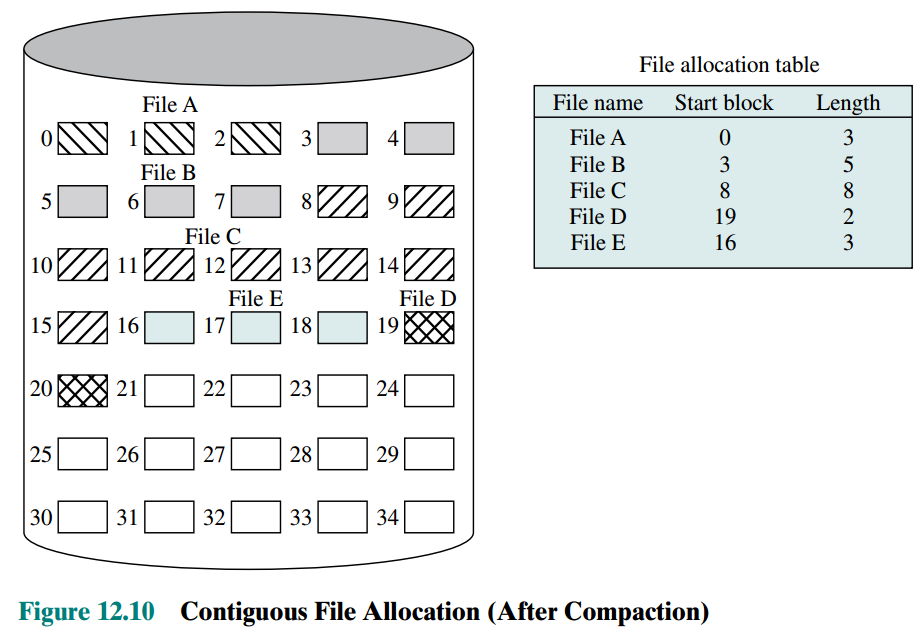 File A
0 1 2 3 4
File B
5 6 7 8 9
File C
10 11 12 13 14
File E File D
15 16 17 18 19
20 21 22 23 24
25 26 27 28 29
30 31 32 33 34
File allocation table
File name Start block Length
File A 0 3
File B 3 5
File C 8 8
File D 19 2
File E 16 3
Figure 12.10 Contiguous File Allocation (After Compaction)